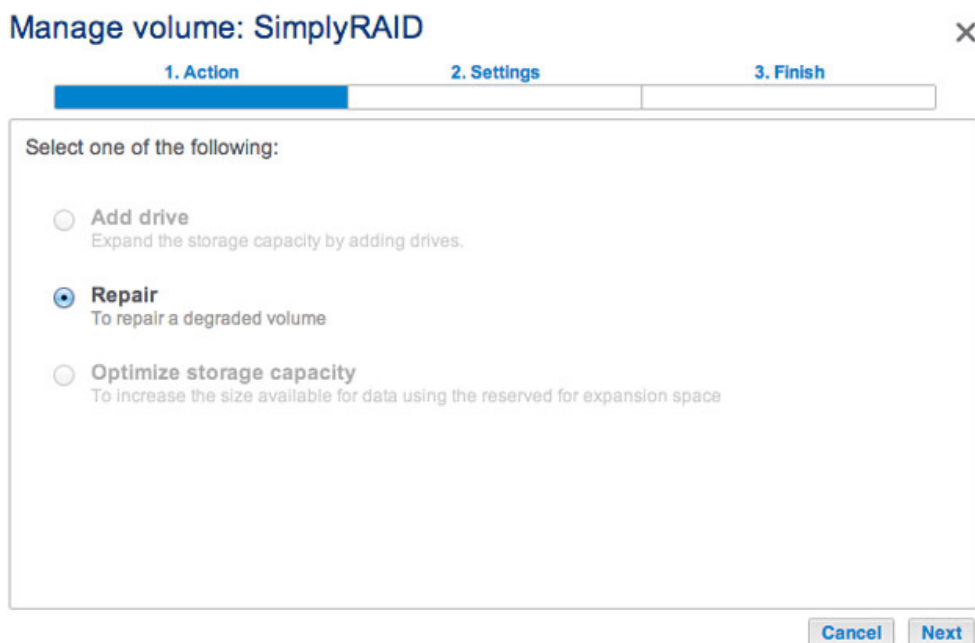 Manage volume: SimplyRAID
1. Action 2. Settings 3. Finish
Select one of the following:
Add drive
Expand the storage capacity by adding drives.
Repair
To repair a degraded volume
Optimize storage capacity
To increase the size available for data using the reserved for expansion space
Cancel Next